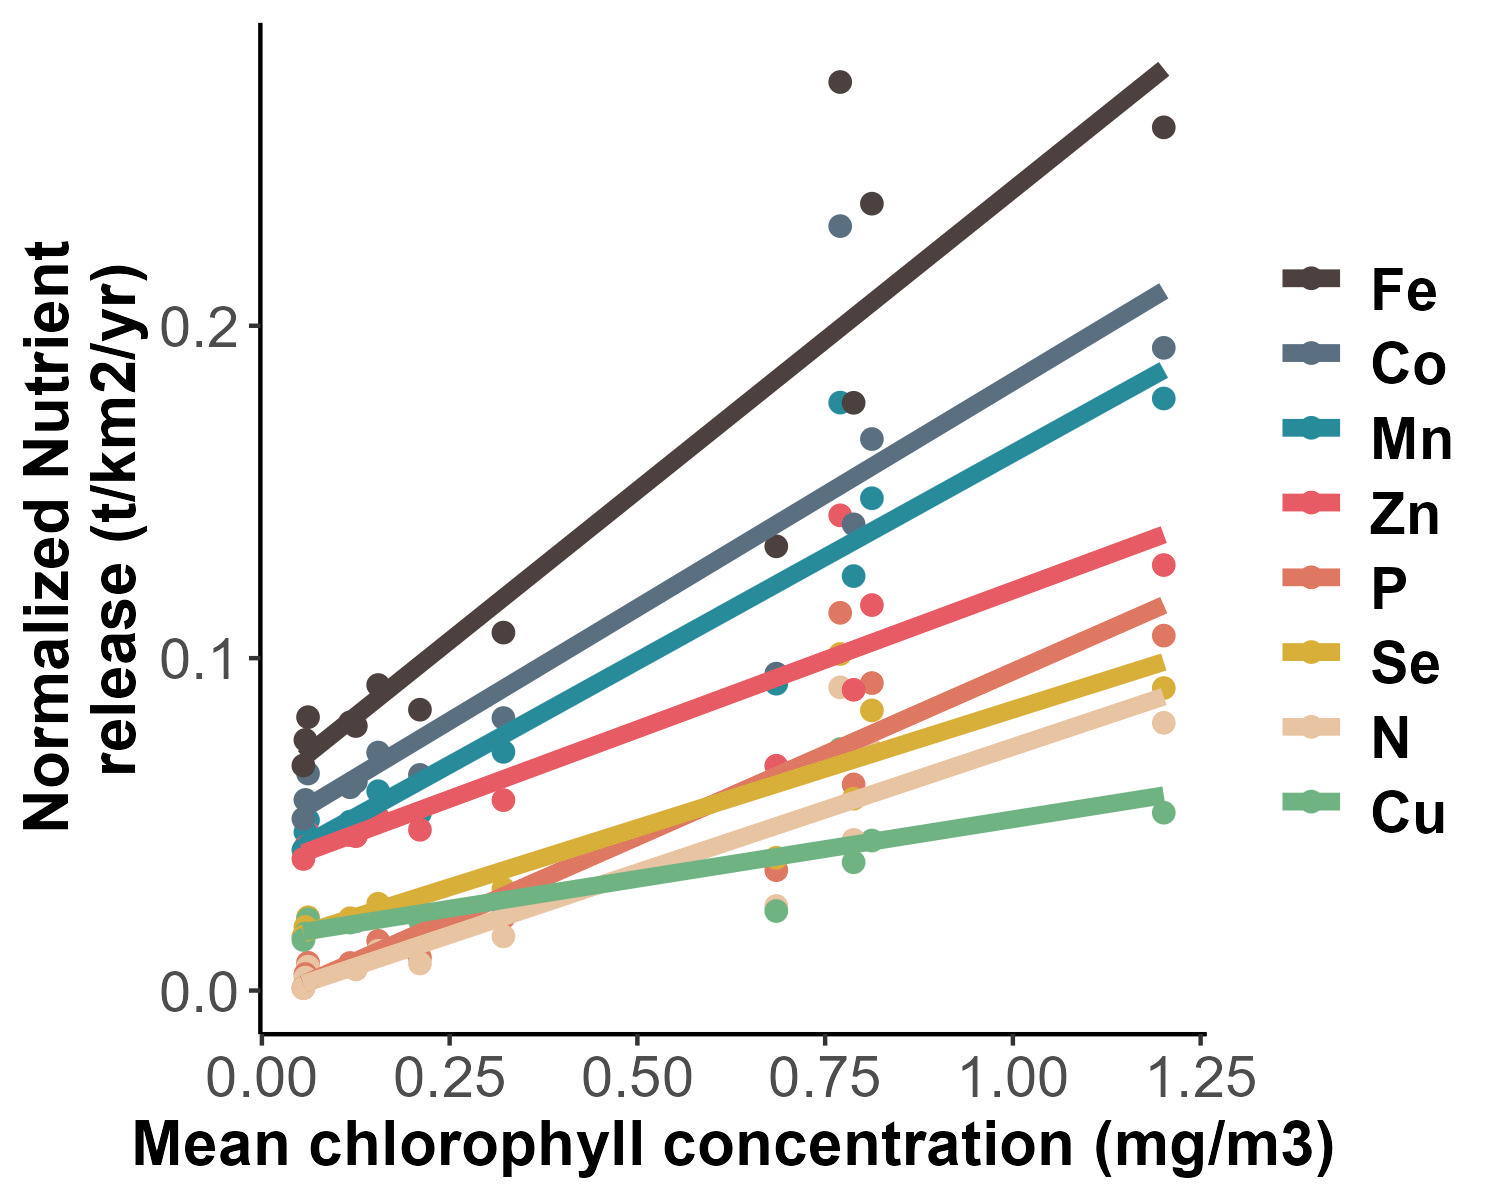 Normalized Nutrient
release (t/km2/yr)
0.2
0.1
0.0
0.00 0.25 0.50 0.75 1.00 1.25
Mean chlorophyll concentration (mg/m3)
Fe
Co
Mn
Zn
P
Se
N
Cu